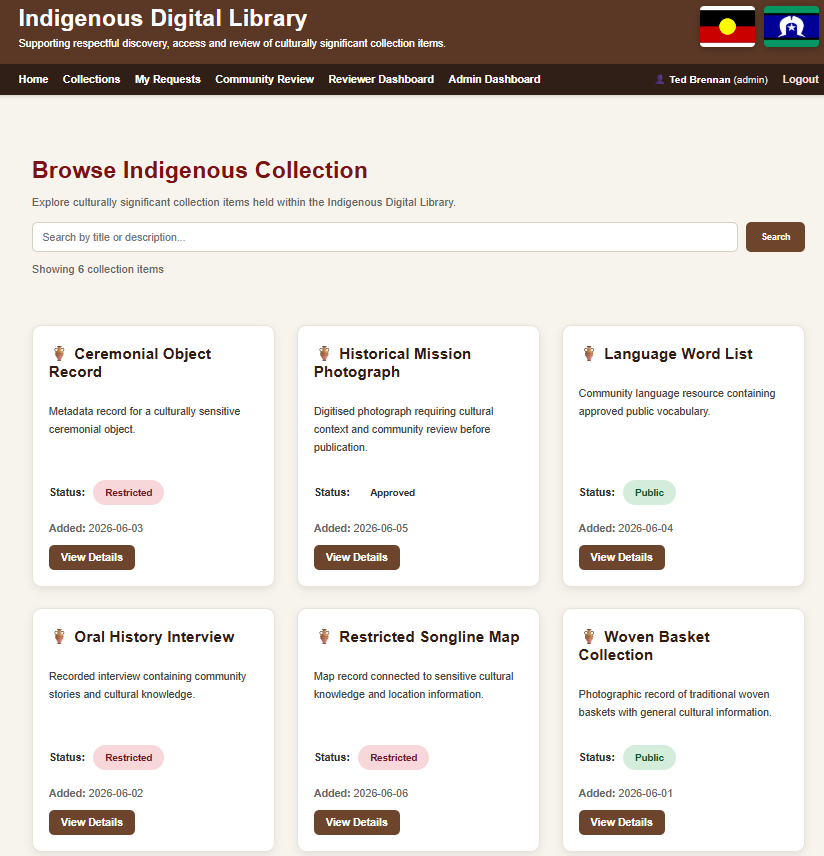 Indigenous Digital Library
Supporting respectful discovery, access and review of culturally significant collection items.
Home Collections My Requests Community Review Reviewer Dashboard Admin Dashboard Ted Brennan (admin) Logout
Browse Indigenous Collection
Explore culturally significant collection items held within the Indigenous Digital Library.
Search by title or description...
Search
Showing 6 collection items
Ceremonial Object
Record
Metadata record for a culturally sensitive
ceremonial object.
Status: Restricted
Added: 2026-06-03
View Details
Historical Mission
Photograph
Digitised photograph requiring cultural
context and community review before
publication.
Status: Approved
Added: 2026-06-05
View Details
Language Word List
Community language resource containing
approved public vocabulary.
Status: Public
Added: 2026-06-04
View Details
Oral History Interview
Recorded interview containing community
stories and cultural knowledge.
Status: Restricted
Added: 2026-06-02
View Details
Restricted Songline Map
Map record connected to sensitive cultural
knowledge and location information.
Status: Restricted
Added: 2026-06-06
View Details
Woven Basket
Collection
Photographic record of traditional woven
baskets with general cultural information.
Status: Public
Added: 2026-06-01
View Details